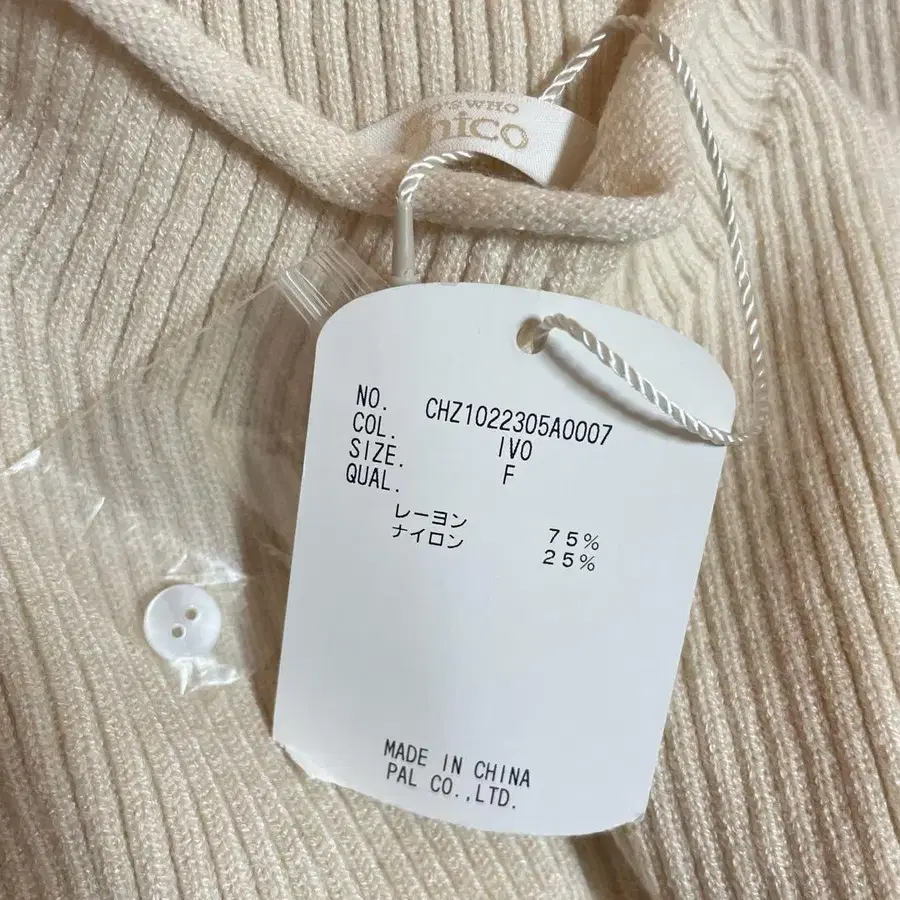 O'S WHO
hico
NO. CHZ1022305A0007
COL. IVO
SIZE. F
QUAL.
レーヨン 75%
ナイロン 25%
MADE IN CHINA
PAL CO.,LTD.